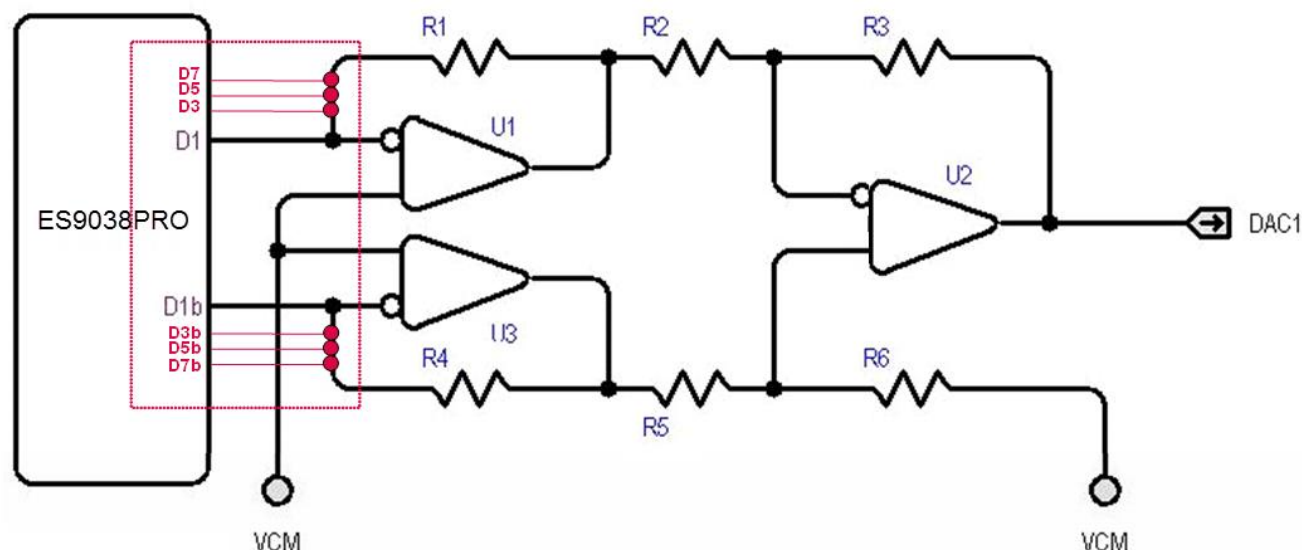 R1
R2
R3
D7
D5
D3
D1
U1
U2
ES9038PRO
DAC1
D1b
D3b
D5b
D7b
U3
R4
R5
R6
VCM
VCM